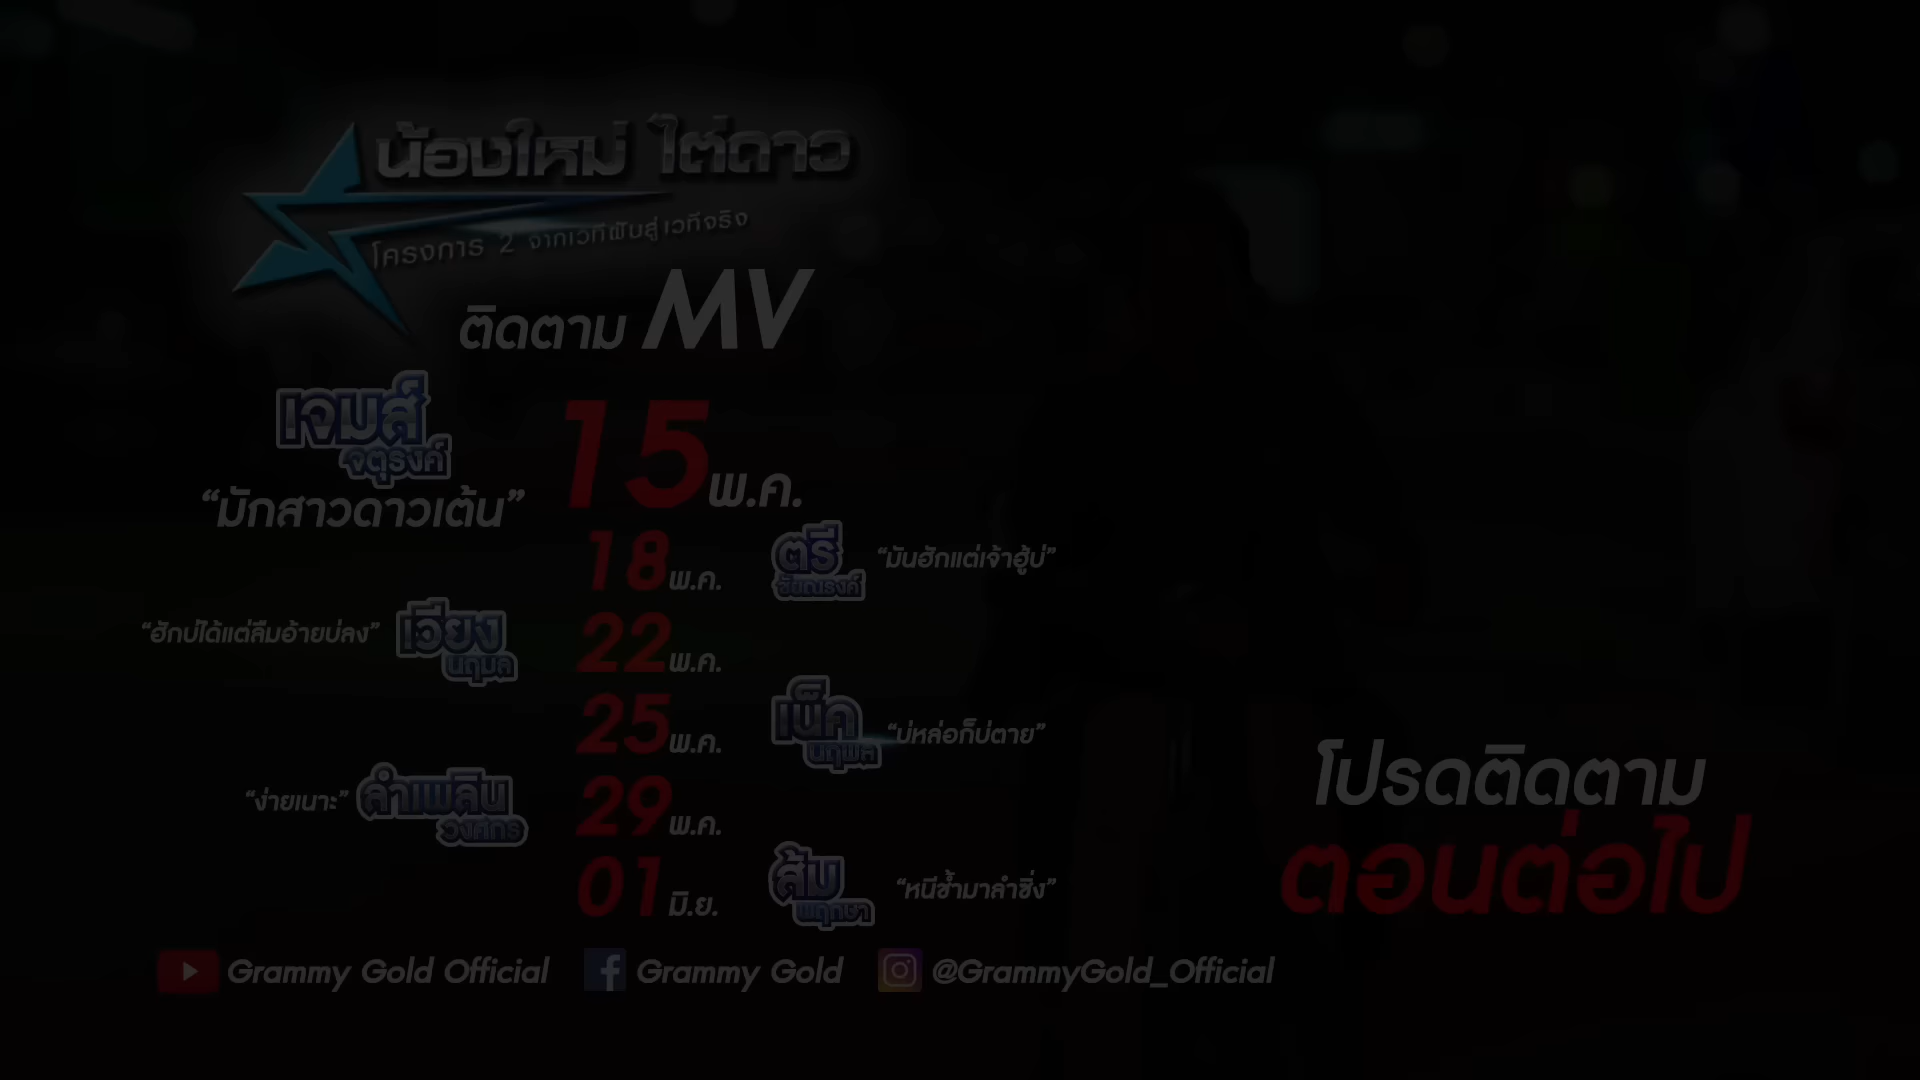 น้องใหม่ ไต่ดาว
โครงการ 2 จากเวทีฝันสู่เวทีจริง
ติดตาม MV
เจมส์
จตุรงค์
“มักสาวดาวเต้น”
15 พ.ค.
18 พ.ค.
ตรี
ชัยณรงค์
“มันฮักแต่เจ้าฮู้บ่”
“ฮักบ่ได้แต่ลืมอ้ายบ่ลง”
เวียง
นฤมล
22 พ.ค.
25 พ.ค.
เน็ค
นฤพล
“บ่หล่อก็บ่ตาย”
“ง่ายเนาะ”
ลำเพลิน
วงศกร
29 พ.ค.
01 มิ.ย.
ส้ม
พฤกษา
“หนีช้ำมาลำซิ่ง”
โปรดติดตาม
ตอนต่อไป
Grammy Gold Official
Grammy Gold
@GrammyGold_Official